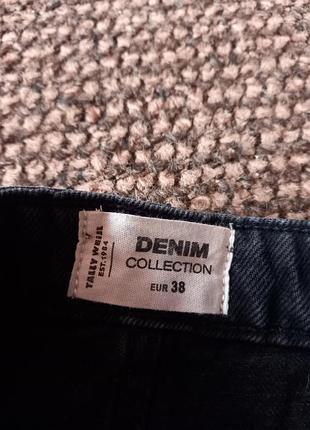 TALLY WEiJL
EST.1984
DENIM
COLLECTION
EUR 38